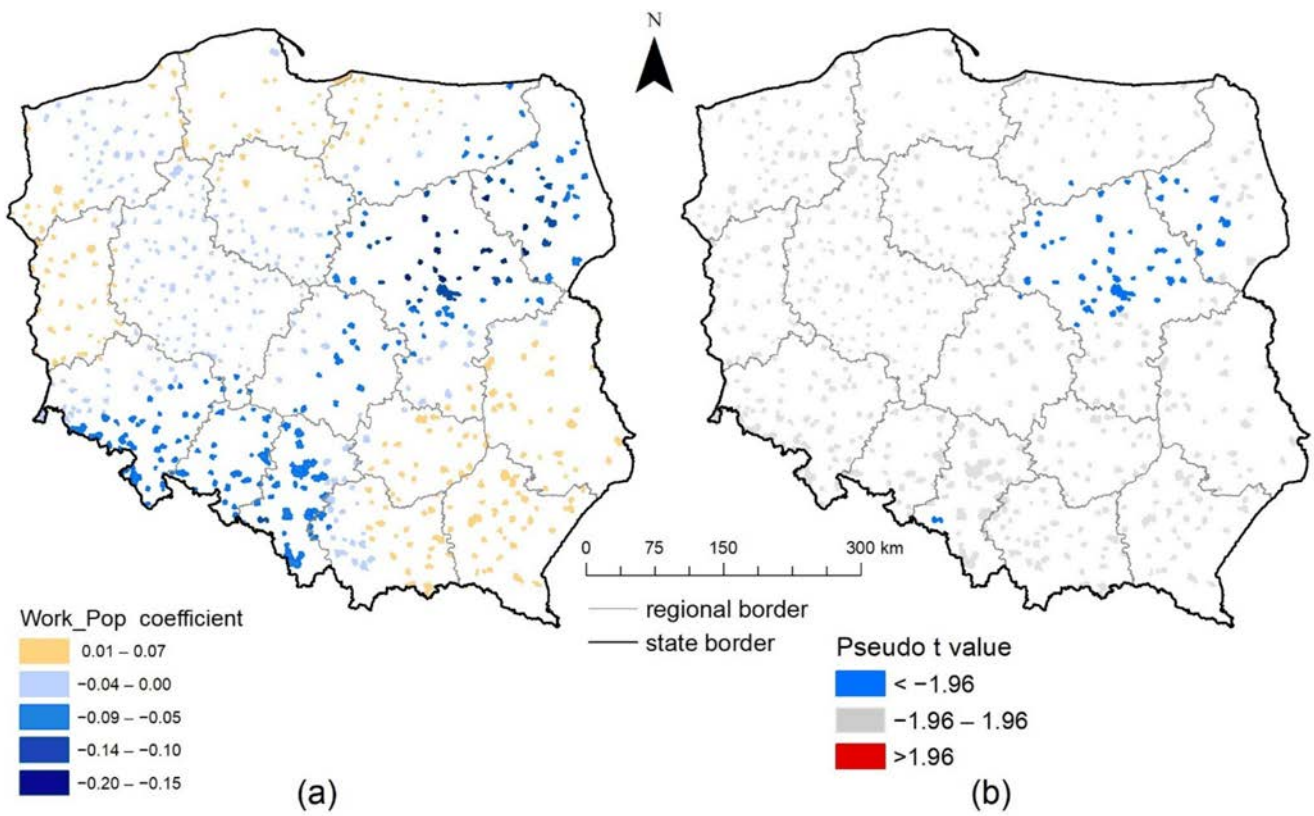 N
0 75 150 300 km
regional border
state border
Work_Pop coefficient
0.01 – 0.07
−0.04 – 0.00
−0.09 – −0.05
−0.14 – −0.10
−0.20 – −0.15
(a)
Pseudo t value
< −1.96
−1.96 – 1.96
>1.96
(b)